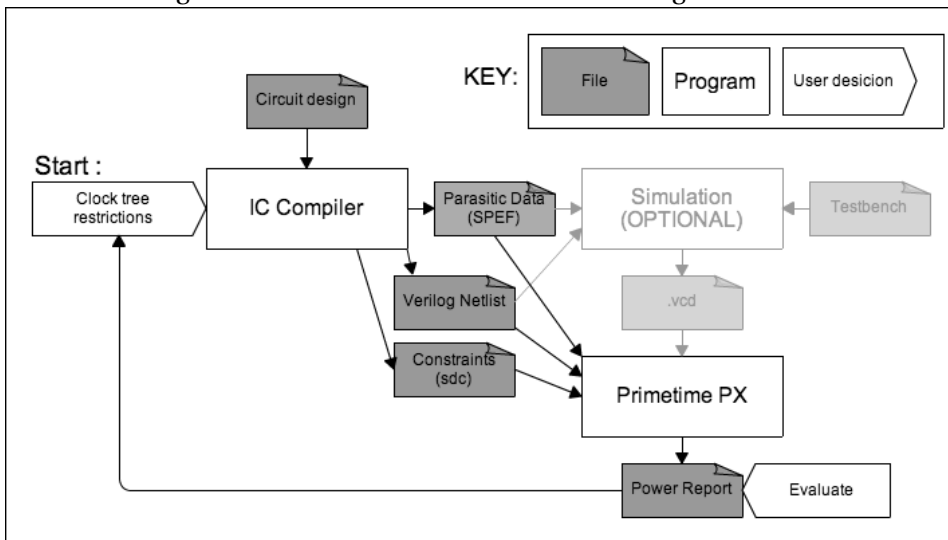 KEY:
File
Program
User desicion
Circuit design
Start :
Clock tree
restrictions
IC Compiler
Parasitic Data
(SPEF)
Simulation
(OPTIONAL)
Testbench
Verilog Netlist
.vcd
Constraints
(sdc)
Primetime PX
Power Report
Evaluate